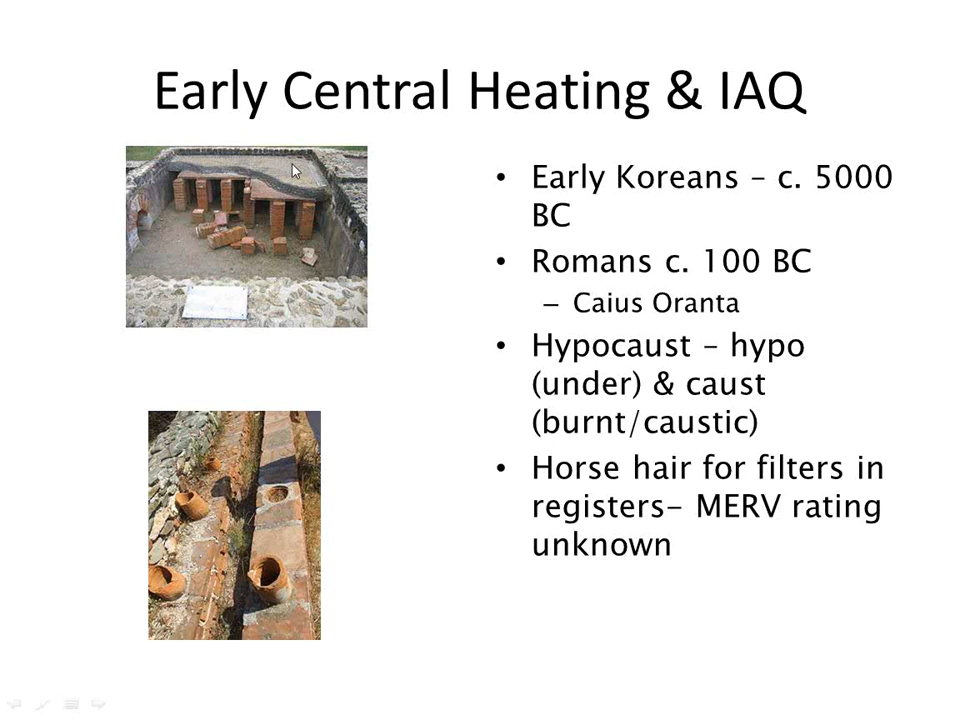 Early Central Heating & IAQ
• Early Koreans – c. 5000
BC
• Romans c. 100 BC
– Caius Oranta
• Hypocaust – hypo
(under) & caust
(burnt/caustic)
• Horse hair for filters in
registers- MERV rating
unknown